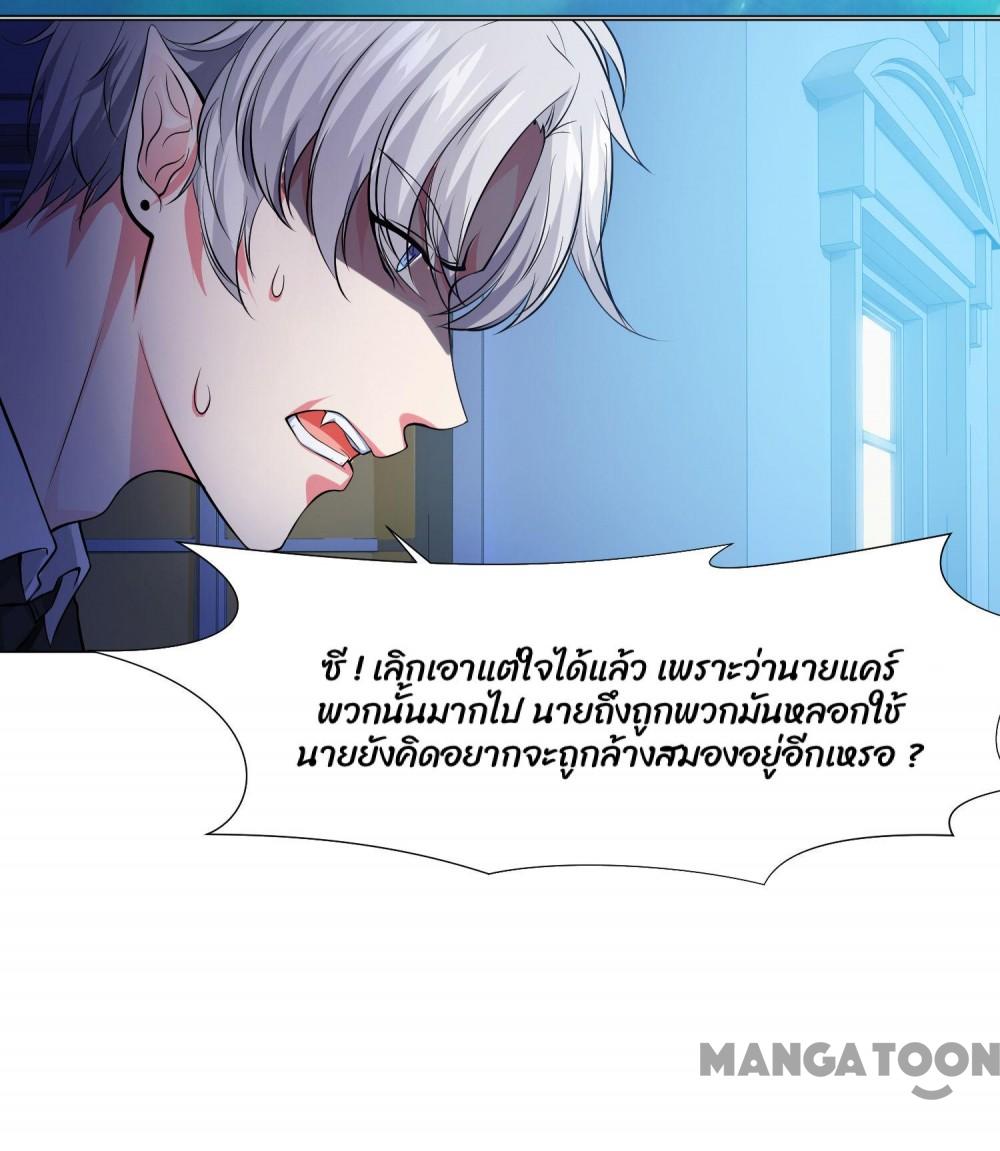 ซี ! เลิกเอาแต่ใจได้แล้ว เพราะว่านายแคร์
พวกนั้นมากไป นายถึงถูกพวกมันหลอกใช้
นายยังคิดอยากจะถูกล้างสมองอยู่อีกเหรอ ?
MANGATOON